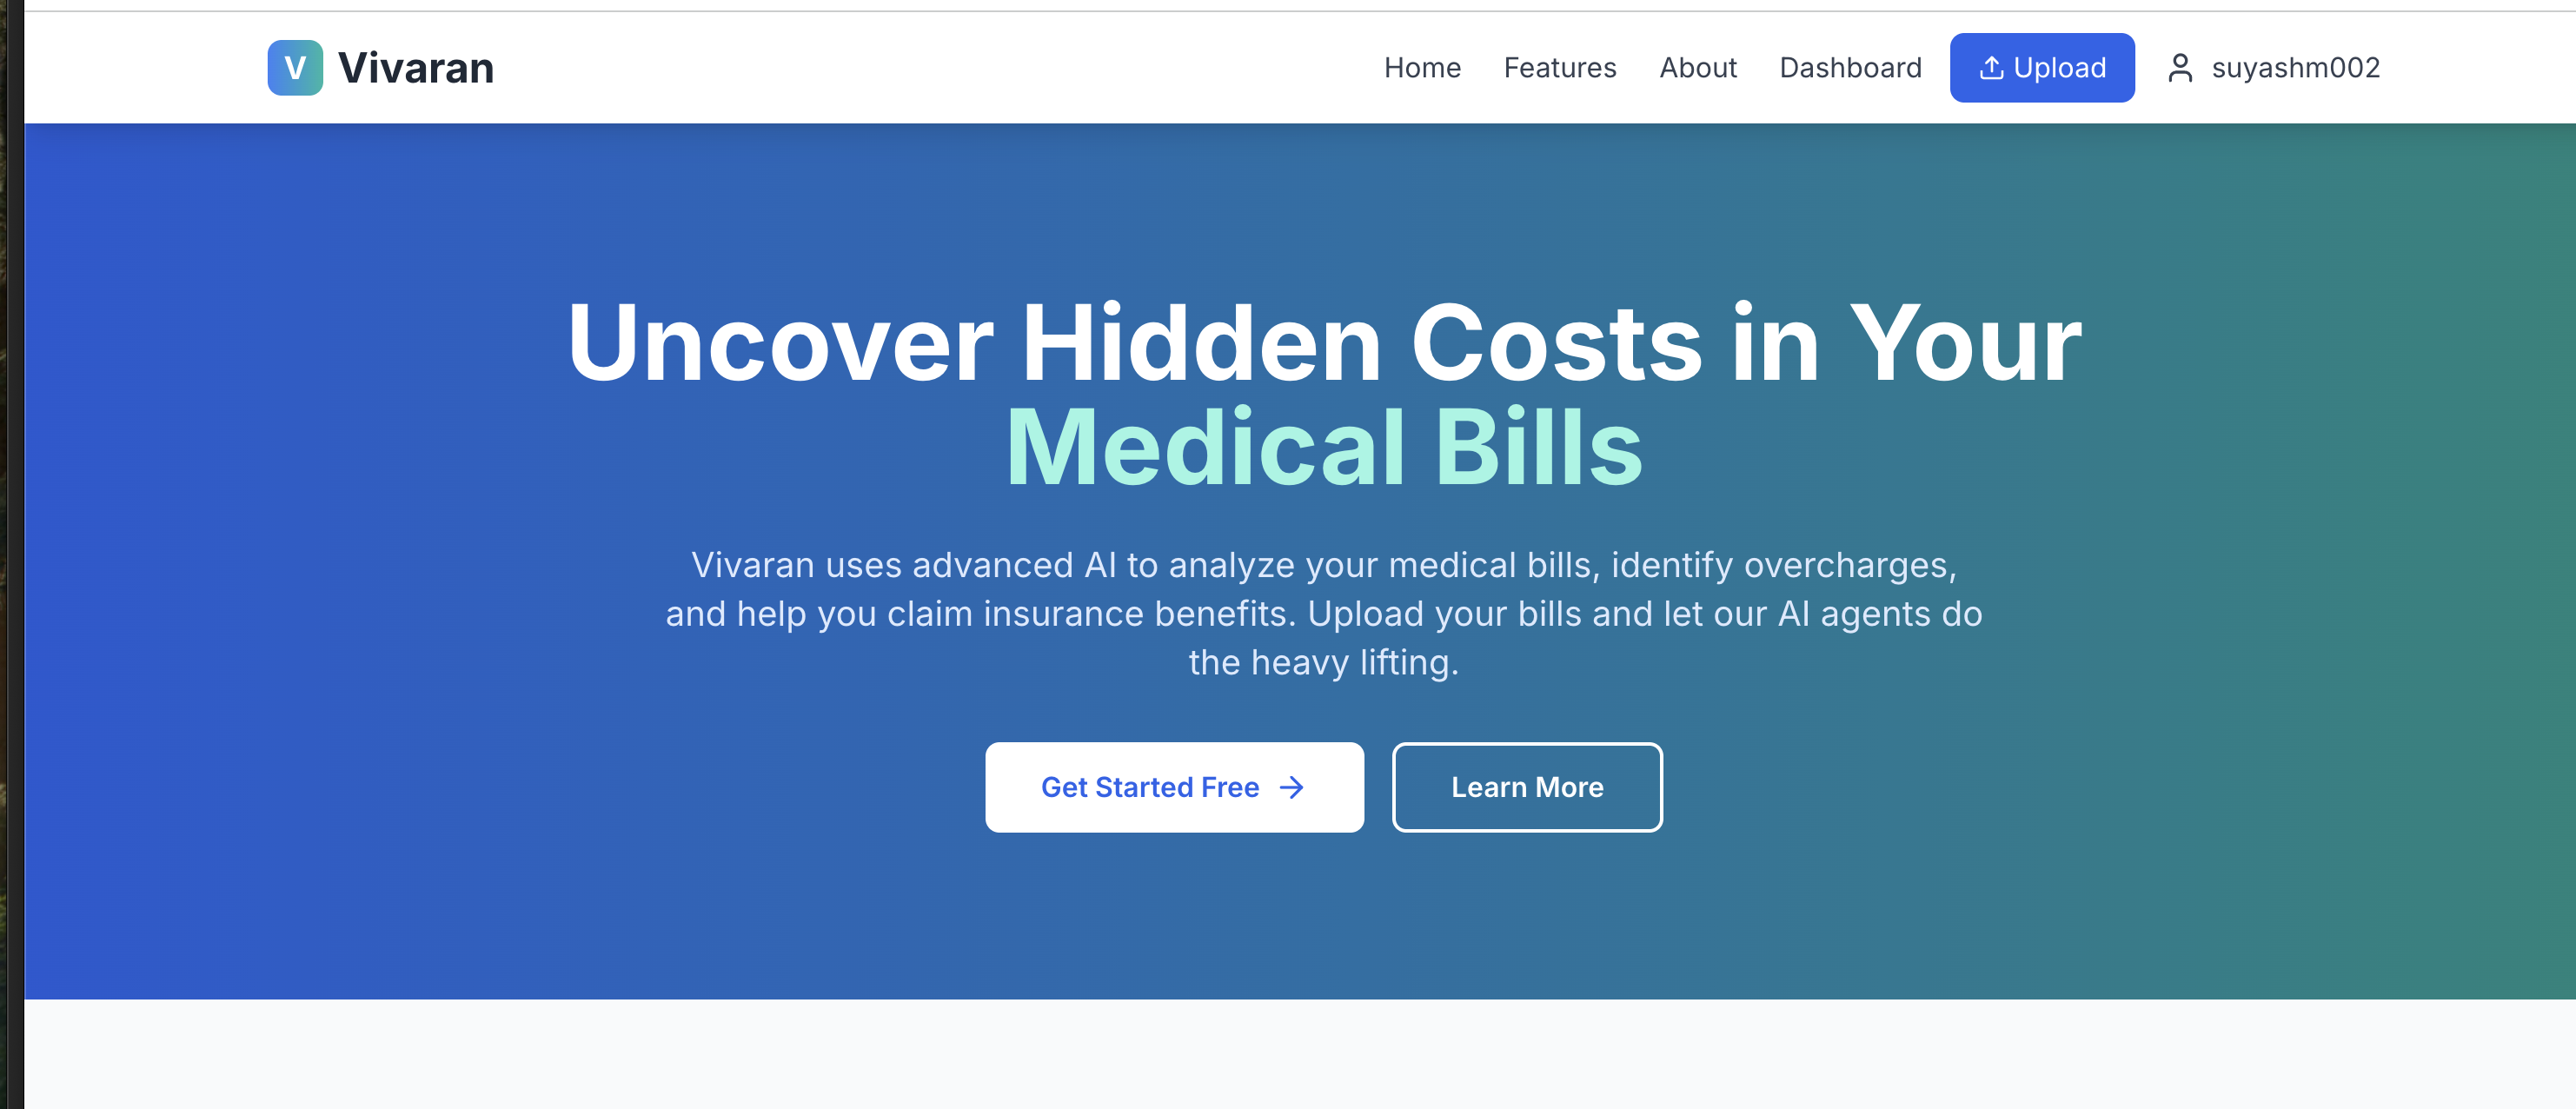 V Vivaran
Home Features About Dashboard Upload suyashm002
Uncover Hidden Costs in Your
Medical Bills
Vivaran uses advanced AI to analyze your medical bills, identify overcharges,
and help you claim insurance benefits. Upload your bills and let our AI agents do
the heavy lifting.
Get Started Free → Learn More